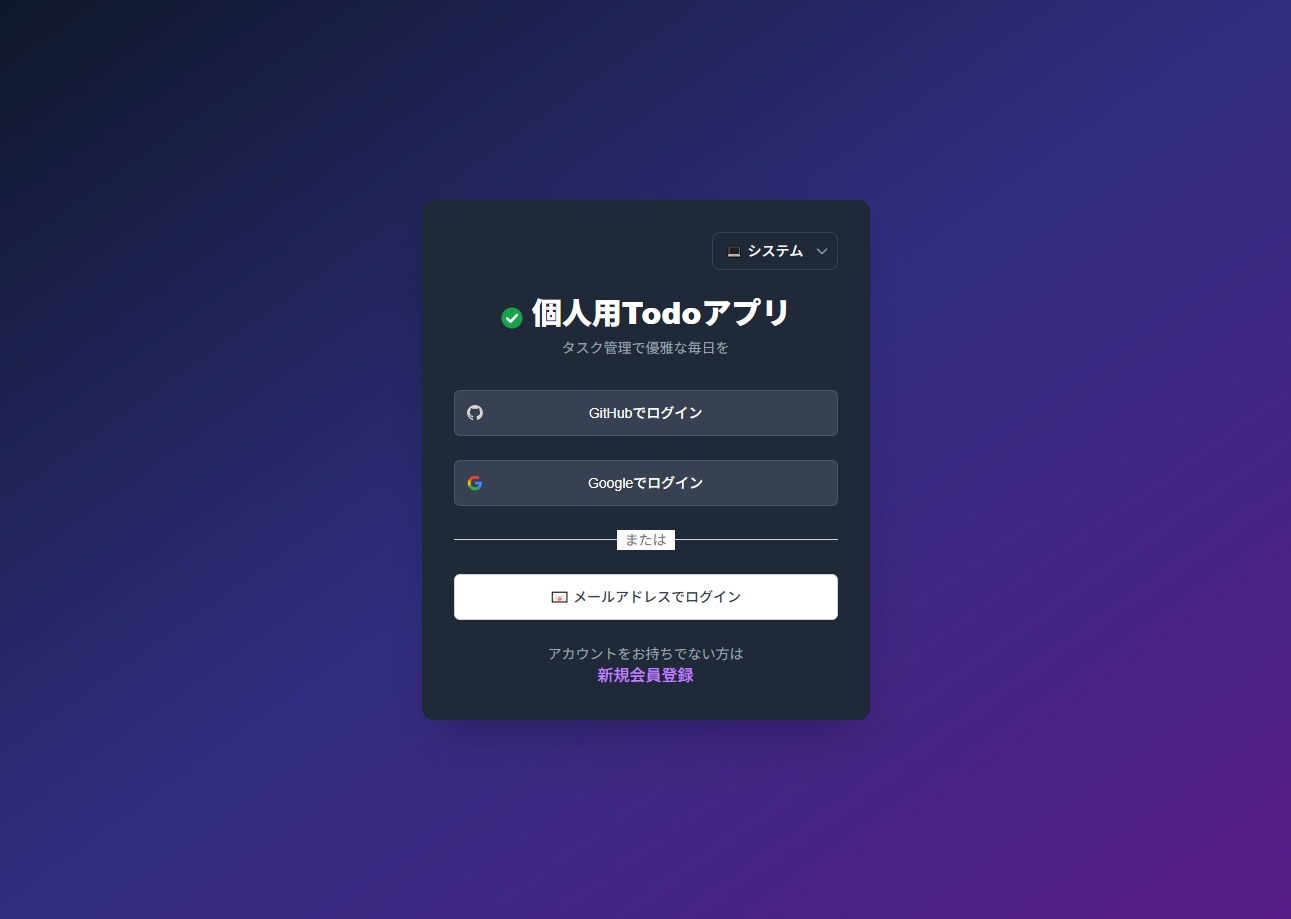 システム
個人用Todoアプリ
タスク管理で優雅な毎日を
GitHubでログイン
Googleでログイン
または
メールアドレスでログイン
アカウントをお持ちでない方は
新規会員登録